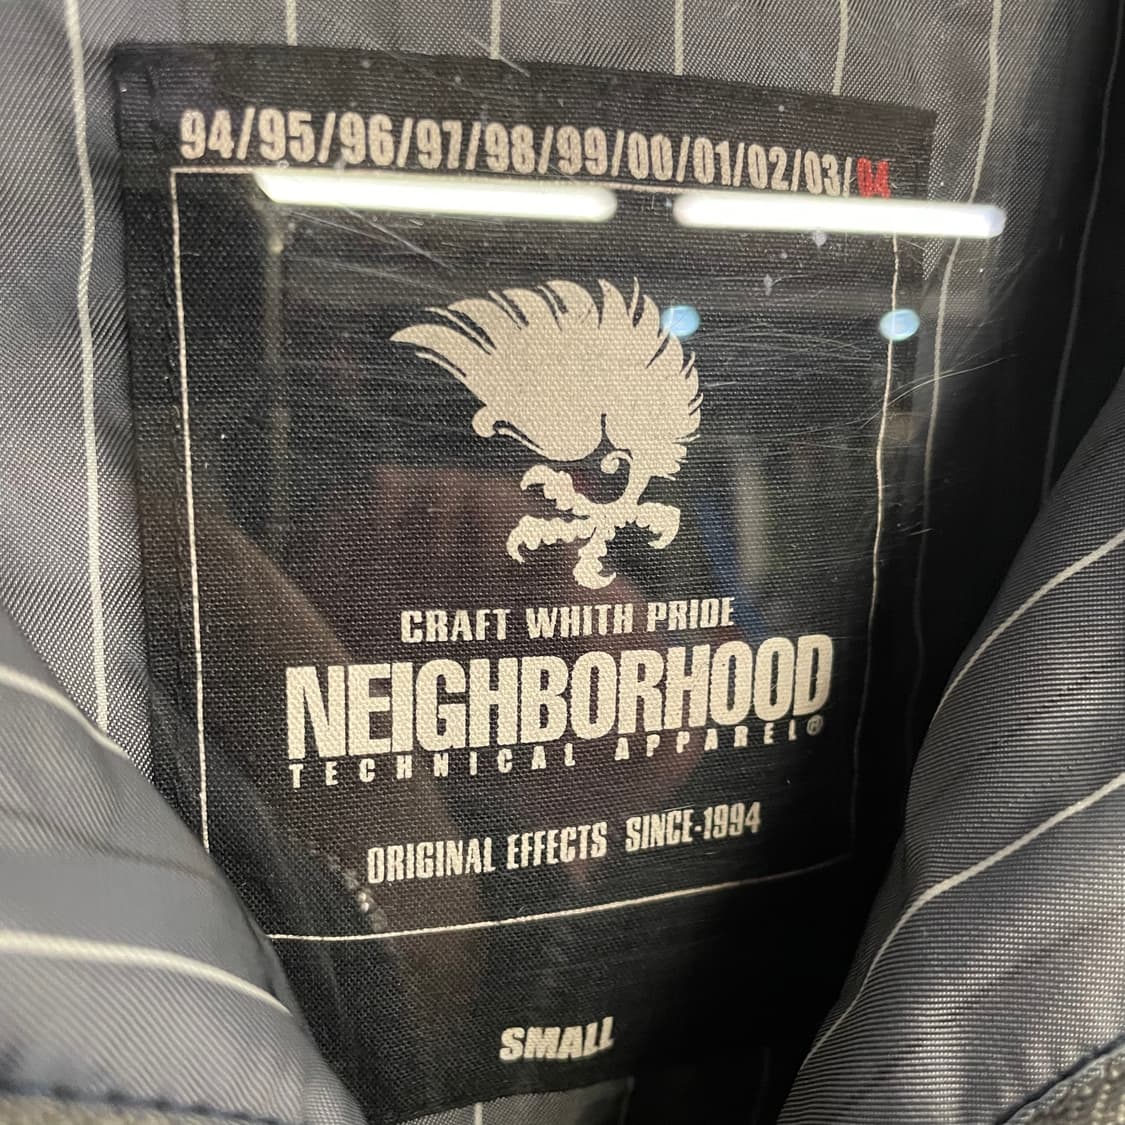 94/95/96/97/98/99/00/01/02/03/04
CRAFT WHITH PRIDE
NEIGHBORHOOD
TECHNICAL APPAREL®
ORIGINAL EFFECTS SINCE-1994
SMALL